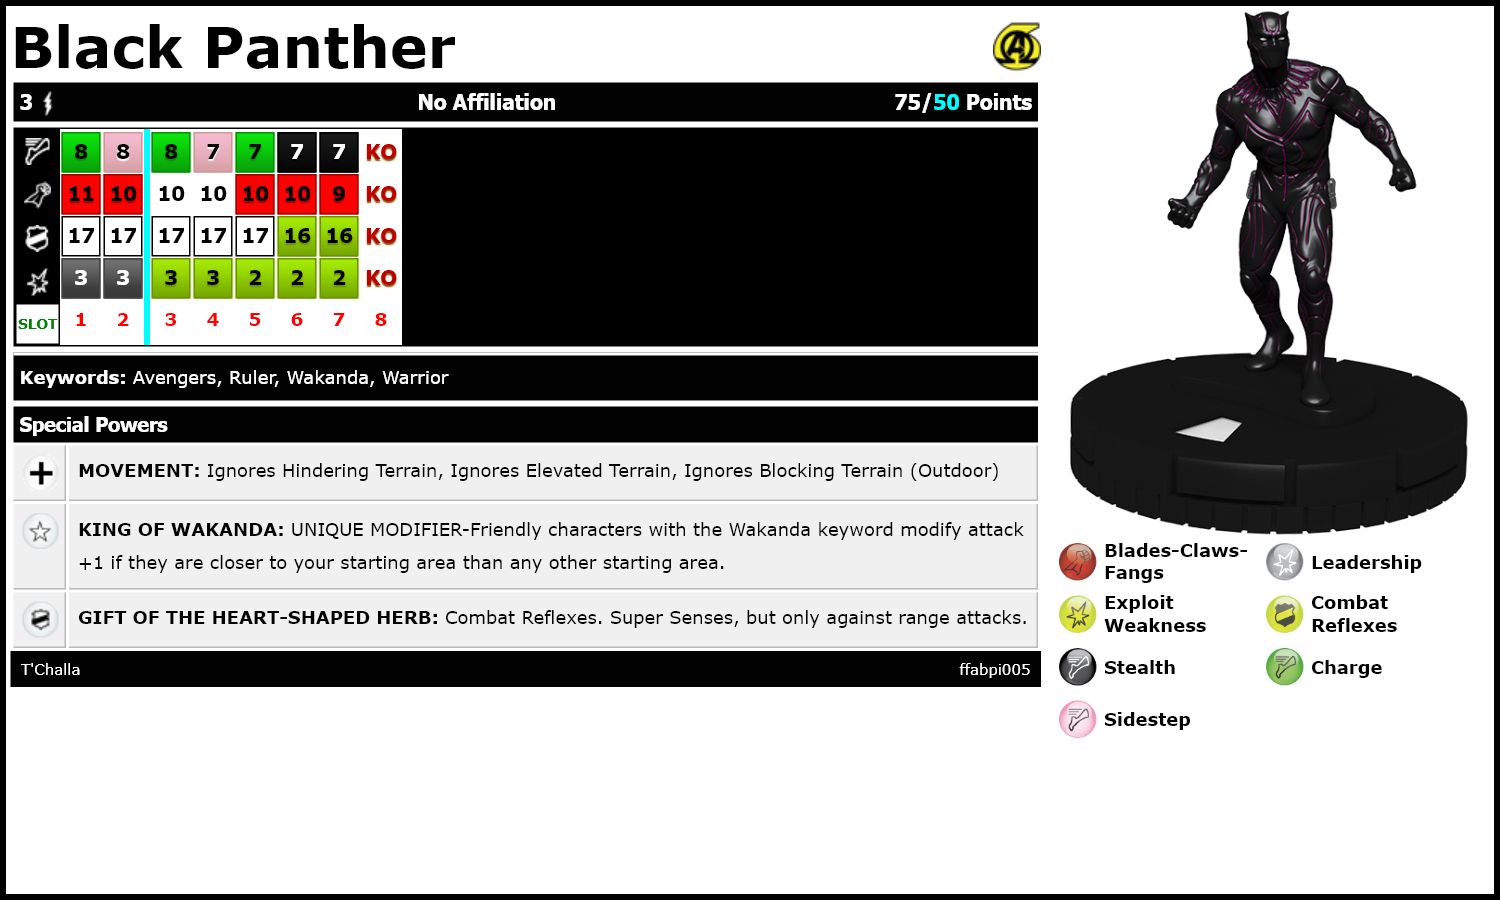 Black Panther
3 No Affiliation 75/50 Points
8 8 8 7 7 7 7 KO
11 10 10 10 10 10 9 KO
17 17 17 17 17 16 16 KO
3 3 3 3 2 2 2 KO
SLOT 1 2 3 4 5 6 7 8
Keywords: Avengers, Ruler, Wakanda, Warrior
Special Powers
MOVEMENT: Ignores Hindering Terrain, Ignores Elevated Terrain, Ignores Blocking Terrain (Outdoor)
KING OF WAKANDA: UNIQUE MODIFIER-Friendly characters with the Wakanda keyword modify attack
+1 if they are closer to your starting area than any other starting area.
GIFT OF THE HEART-SHAPED HERB: Combat Reflexes. Super Senses, but only against range attacks.
T'Challa ffabpi005
Blades-Claws-
Fangs
Leadership
Exploit
Weakness
Combat
Reflexes
Stealth
Charge
Sidestep